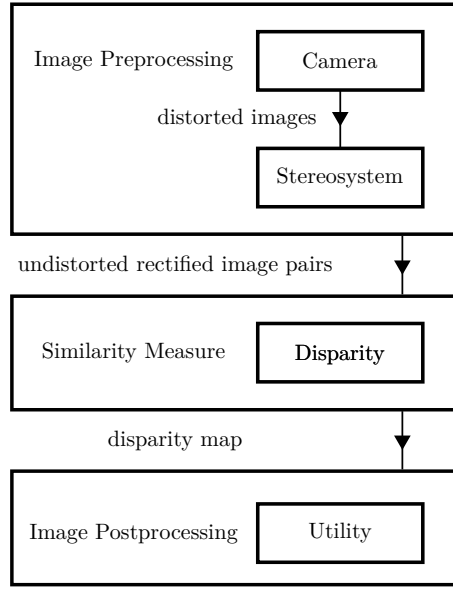 Image Preprocessing
Camera
distorted images
Stereosystem
undistorted rectified image pairs
Similarity Measure
Disparity
disparity map
Image Postprocessing
Utility